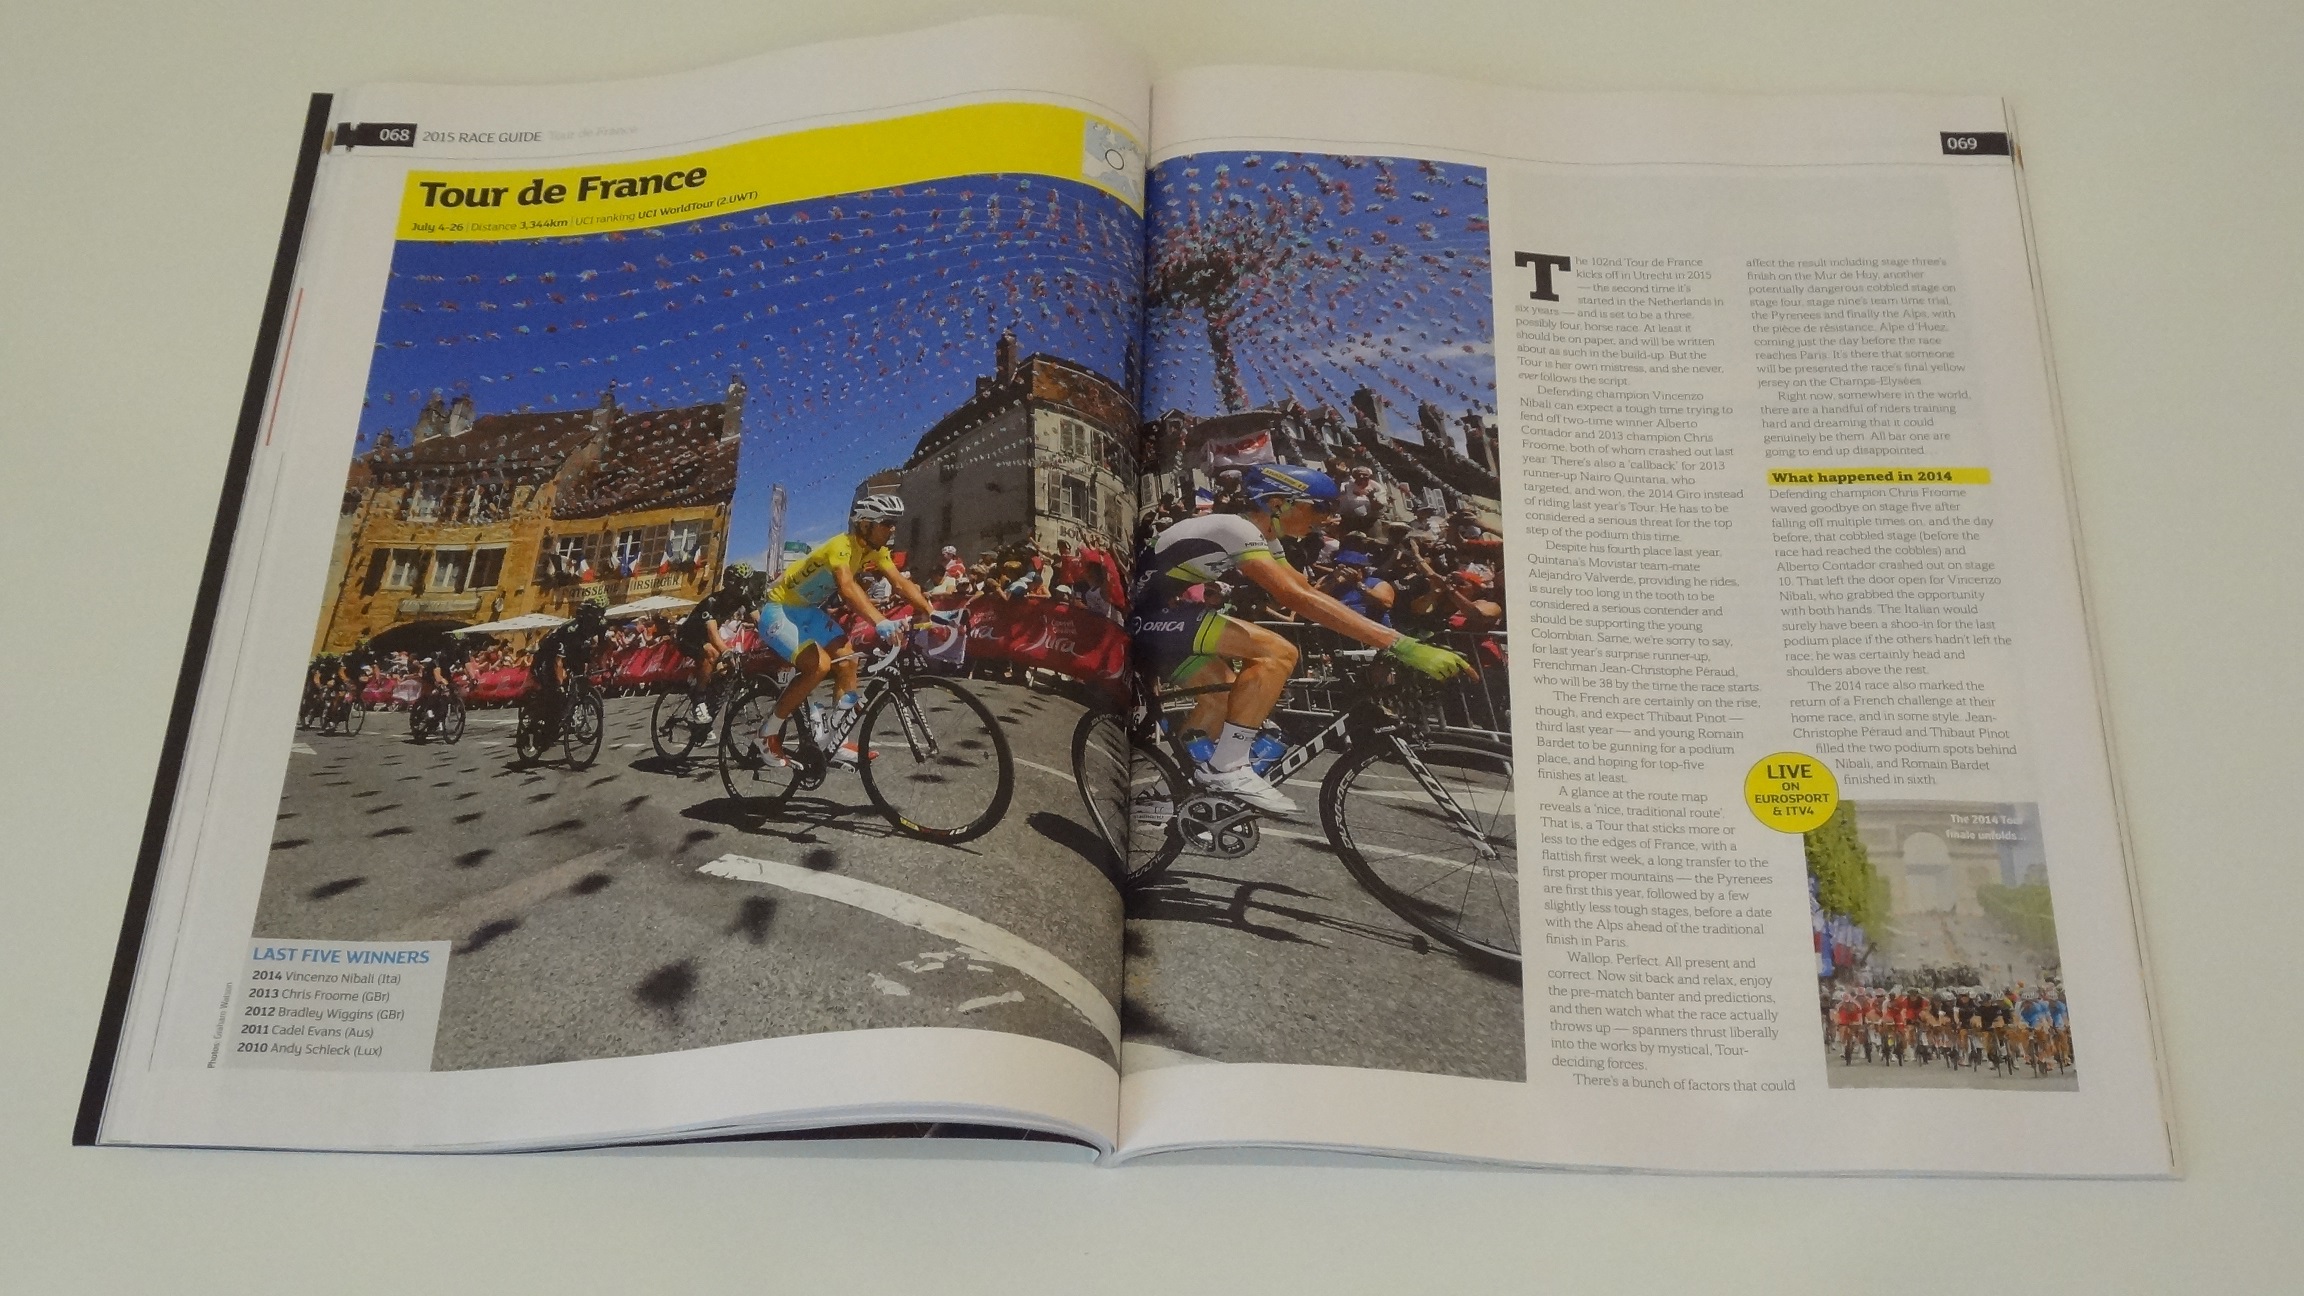 068 2015 RACE GUIDE Tour de France
Tour de France
July 4-26 | Distance 3,344km | UCI ranking UCI WorldTour (2.UWT)
PATISSERIE HIRSINGER
Jura
LAST FIVE WINNERS
2014 Vincenzo Nibali (Ita)
2013 Chris Froome (GBr)
2012 Bradley Wiggins (GBr)
2011 Cadel Evans (Aus)
2010 Andy Schleck (Lux)
Photos: Graham Watson
069
ORICA
SCOTT
The 102nd Tour de France
kicks off in Utrecht in 2015
— the second time it's
started in the Netherlands in
six years — and is set to be a three,
possibly four, horse race. At least it
should be on paper, and will be written
about as such in the build-up. But the
Tour is her own mistress, and she never,
ever follows the script.
Defending champion Vincenzo
Nibali can expect a tough time trying to
fend off two-time winner Alberto
Contador and 2013 champion Chris
Froome, both of whom crashed out last
year. There's also a 'callback' for 2013
runner-up Nairo Quintana, who
targeted, and won, the 2014 Giro instead
of riding last year's Tour. He has to be
considered a serious threat for the top
step of the podium this time.
Despite his fourth place last year,
Quintana's Movistar team-mate
Alejandro Valverde, providing he rides,
is surely too long in the tooth to be
considered a serious contender and
should be supporting the young
Colombian. Same, we're sorry to say,
for last year's surprise runner-up,
Frenchman Jean-Christophe Péraud,
who will be 38 by the time the race starts.
The French are certainly on the rise,
though, and expect Thibaut Pinot —
third last year — and young Romain
Bardet to be gunning for a podium
place, and hoping for top-five
finishes at least.
A glance at the route map
reveals a 'nice, traditional route'.
That is, a Tour that sticks more or
less to the edges of France, with a
flattish first week, a long transfer to the
first proper mountains — the Pyrenees
are first this year, followed by a few
slightly less tough stages, before a date
with the Alps ahead of the traditional
finish in Paris.
Wallop. Perfect. All present and
correct. Now sit back and relax, enjoy
the pre-match banter and predictions,
and then watch what the race actually
throws up — spanners thrust liberally
into the works by mystical, Tour-
deciding forces.
There's a bunch of factors that could
affect the result including stage three's
finish on the Mur de Huy, another
potentially dangerous cobbled stage on
stage four, stage nine's team time trial,
the Pyrenees and finally the Alps, with
the pièce de résistance, Alpe d'Huez,
coming just the day before the race
reaches Paris. It's there that someone
will be presented the race's final yellow
jersey on the Champs-Elysées.
Right now, somewhere in the world,
there are a handful of riders training
hard and dreaming that it could
genuinely be them. All bar one are
going to end up disappointed...
What happened in 2014
Defending champion Chris Froome
waved goodbye on stage five after
falling off multiple times on, and the day
before, that cobbled stage (before the
race had reached the cobbles) and
Alberto Contador crashed out on stage
10. That left the door open for Vincenzo
Nibali, who grabbed the opportunity
with both hands. The Italian would
surely have been a shoo-in for the last
podium place if the others hadn't left the
race; he was certainly head and
shoulders above the rest.
The 2014 race also marked the
return of a French challenge at their
home race, and in some style. Jean-
Christophe Péraud and Thibaut Pinot
filled the two podium spots behind
Nibali, and Romain Bardet
finished in sixth.
LIVE
ON
EUROSPORT
& ITV4
The 2014 Tour
finale unfolds...